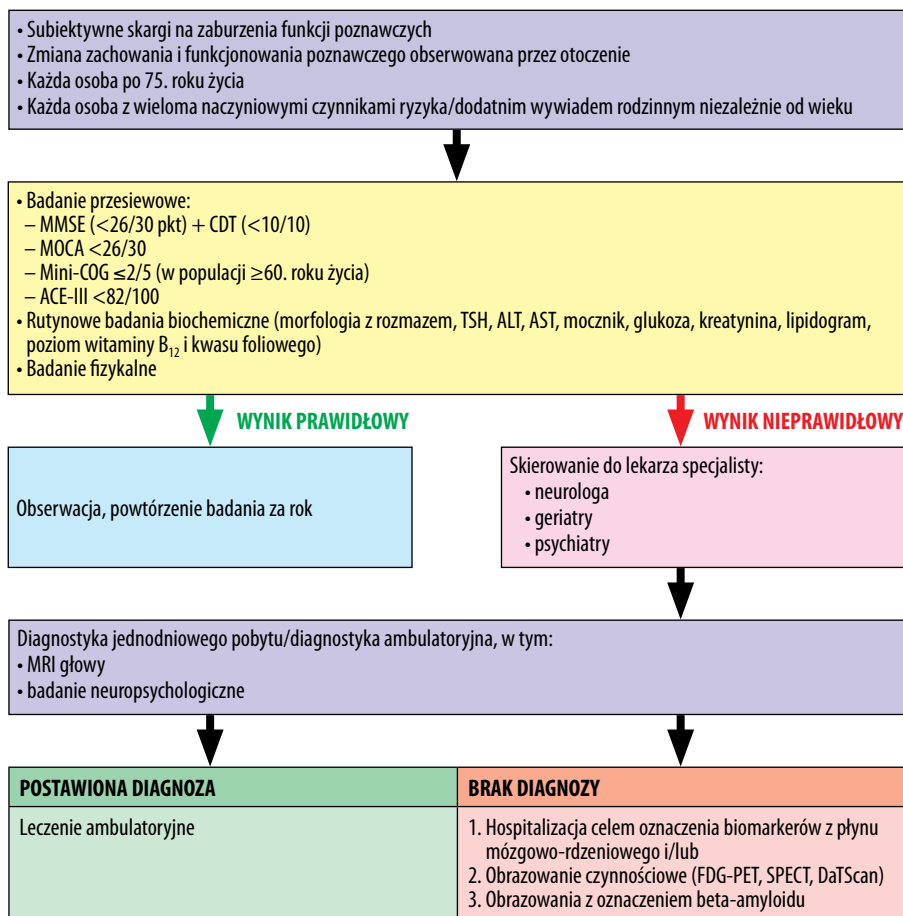 • Subiektywne skargi na zaburzenia funkcji poznawczych
• Zmiana zachowania i funkcjonowania poznawczego obserwowana przez otoczenie
• Każda osoba po 75. roku życia
• Każda osoba z wieloma naczyniowymi czynnikami ryzyka/dodatnim wywiadem rodzinnym niezależnie od wieku
• Badanie przesiewowe:
– MMSE (<26/30 pkt) + CDT (<10/10)
– MOCA <26/30
– Mini-COG ≤2/5 (w populacji ≥60. roku życia)
– ACE-III <82/100
• Rutynowe badania biochemiczne (morfologia z rozmazem, TSH, ALT, AST, mocznik, glukoza, kreatynina, lipidogram,
poziom witaminy B₁₂ i kwasu foliowego)
• Badanie fizykalne
WYNIK PRAWIDŁOWY
WYNIK NIEPRAWIDŁOWY
Obserwacja, powtórzenie badania za rok
Skierowanie do lekarza specjalisty:
• neurologa
• geriatry
• psychiatry
Diagnostyka jednodniowego pobytu/diagnostyka ambulatoryjna, w tym:
• MRI głowy
• badanie neuropsychologiczne
POSTAWIONA DIAGNOZA
Leczenie ambulatoryjne
BRAK DIAGNOZY
1. Hospitalizacja celem oznaczenia biomarkerów z płynu
mózgowo-rdzeniowego i/lub
2. Obrazowanie czynnościowe (FDG-PET, SPECT, DaTScan)
3. Obrazowania z oznaczeniem beta-amyloidu